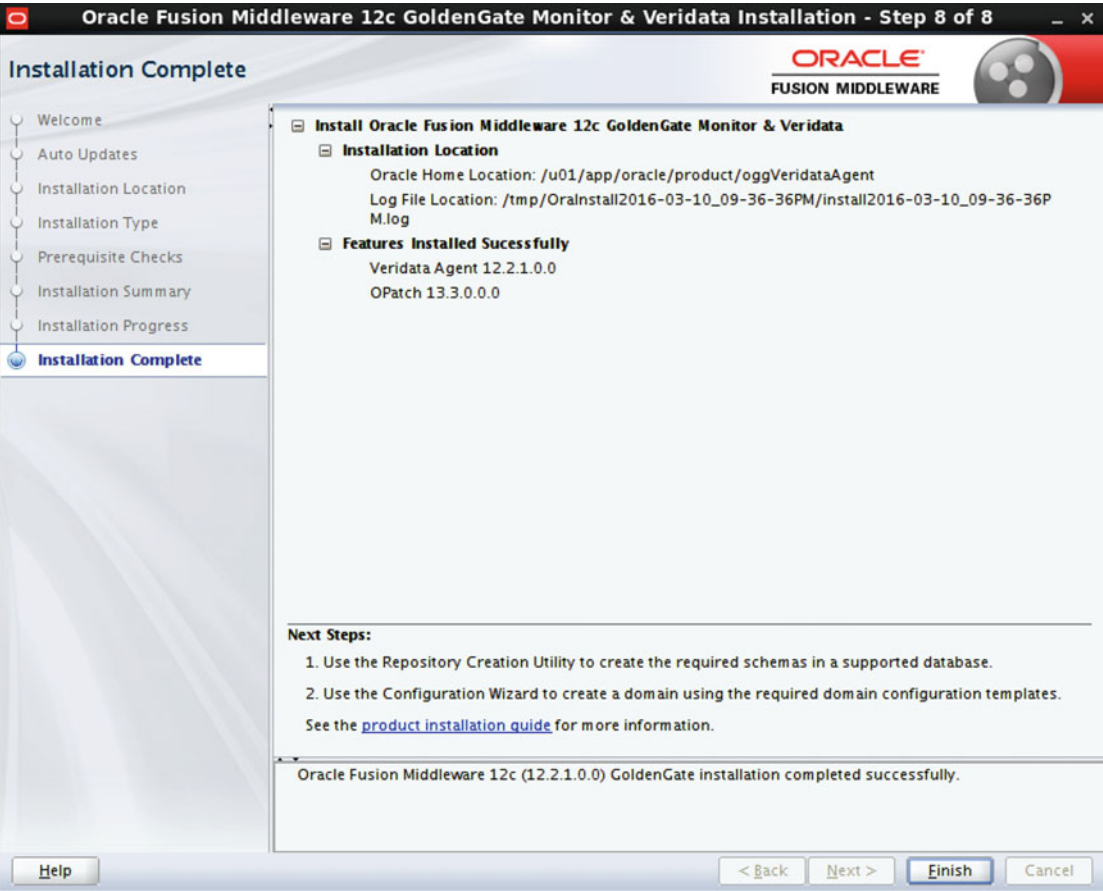 Oracle Fusion Middleware 12c GoldenGate Monitor & Veridata Installation - Step 8 of 8
Installation Complete
ORACLE
FUSION MIDDLEWARE
Welcome
Auto Updates
Installation Location
Installation Type
Prerequisite Checks
Installation Summary
Installation Progress
Installation Complete
Install Oracle Fusion Middleware 12c GoldenGate Monitor & Veridata
Installation Location
Oracle Home Location: /u01/app/oracle/product/oggVeridataAgent
Log File Location: /tmp/OraInstall2016-03-10_09-36-36PM/install2016-03-10_09-36-36P
M.log
Features Installed Sucessfully
Veridata Agent 12.2.1.0.0
OPatch 13.3.0.0.0
Next Steps:
1. Use the Repository Creation Utility to create the required schemas in a supported database.
2. Use the Configuration Wizard to create a domain using the required domain configuration templates.
See the product installation guide for more information.
Oracle Fusion Middleware 12c (12.2.1.0.0) GoldenGate installation completed successfully.
Help
< Back
Next >
Finish
Cancel